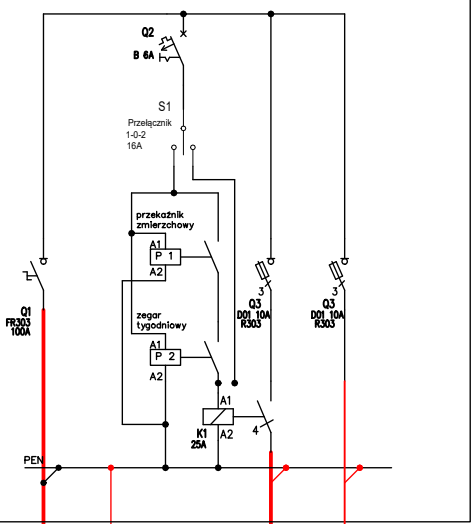 Q2
B 6A
S1
Przełącznik
1-0-2
16A
przekaźnik
zmierzchowy
A1
P 1
A2
3
Q3
D01 10A
R303
3
Q3
D01 10A
R303
Q1
FR303
100A
zegar
tygodniowy
A1
P 2
A2
A1
K1
A2
25A
4
PEN